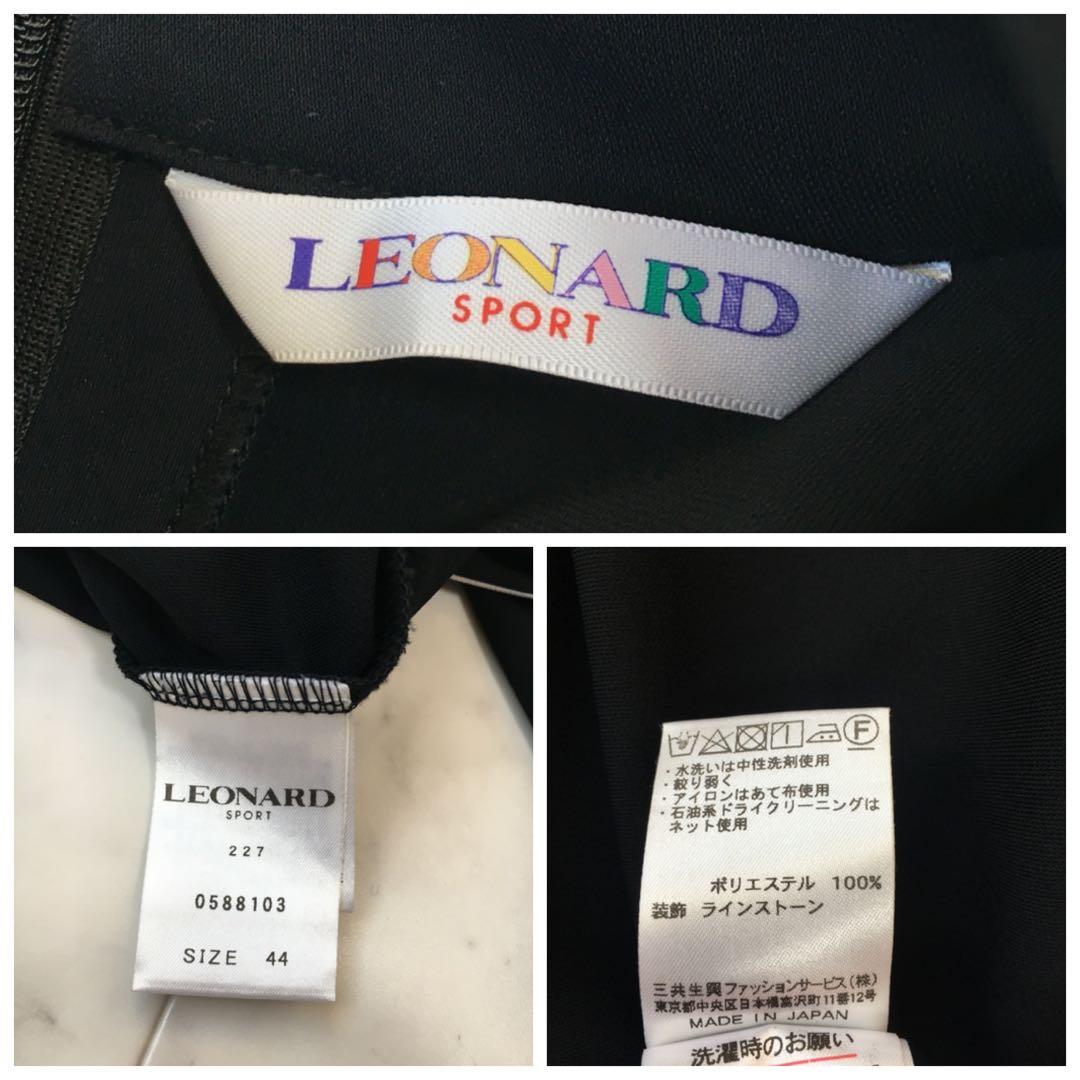 LEONARD
SPORT
LEONARD
SPORT
227
0588103
SIZE 44
F
・水洗いは中性洗剤使用
・絞り弱く
・アイロンはあて布使用
・石油系ドライクリーニングは
ネット使用
ポリエステル 100%
装飾 ラインストーン
三共生興ファッションサービス(株)
東京都中央区日本橋富沢町11番12号
MADE IN JAPAN
洗濯時のお願い